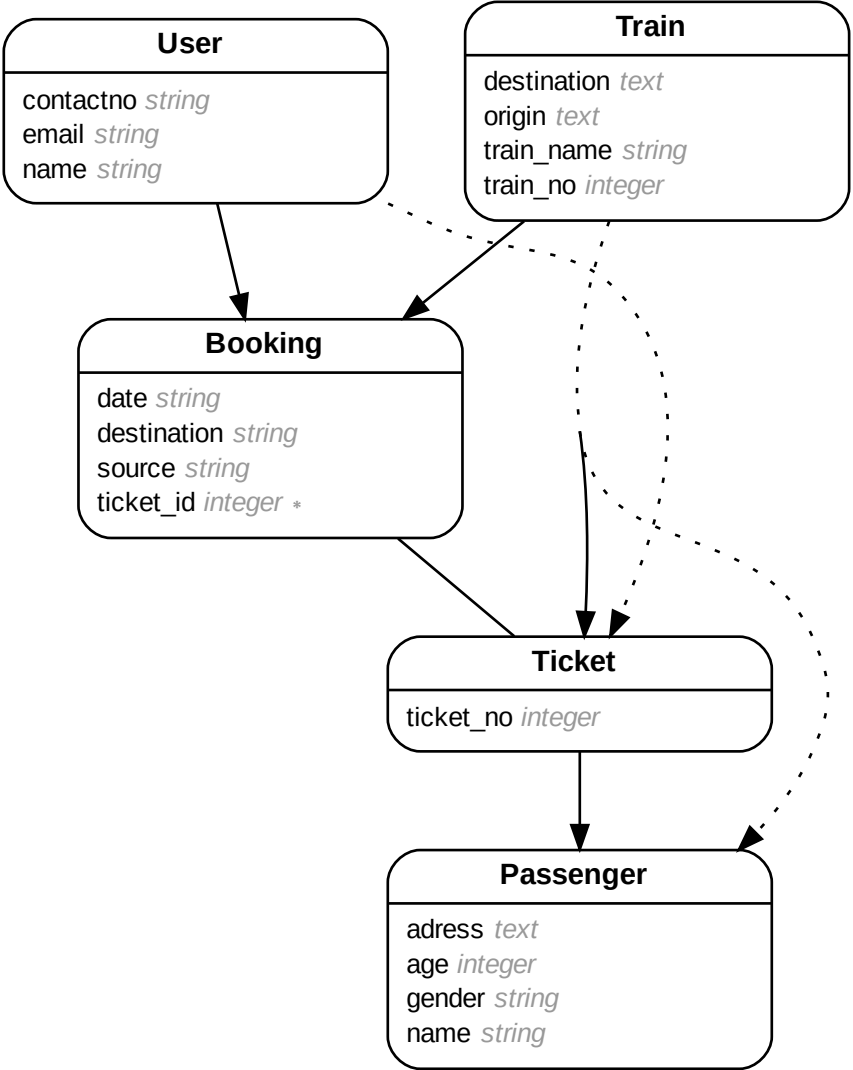 User
contactno string
email string
name string
Train
destination text
origin text
train_name string
train_no integer
Booking
date string
destination string
source string
ticket_id integer *
Ticket
ticket_no integer
Passenger
adress text
age integer
gender string
name string